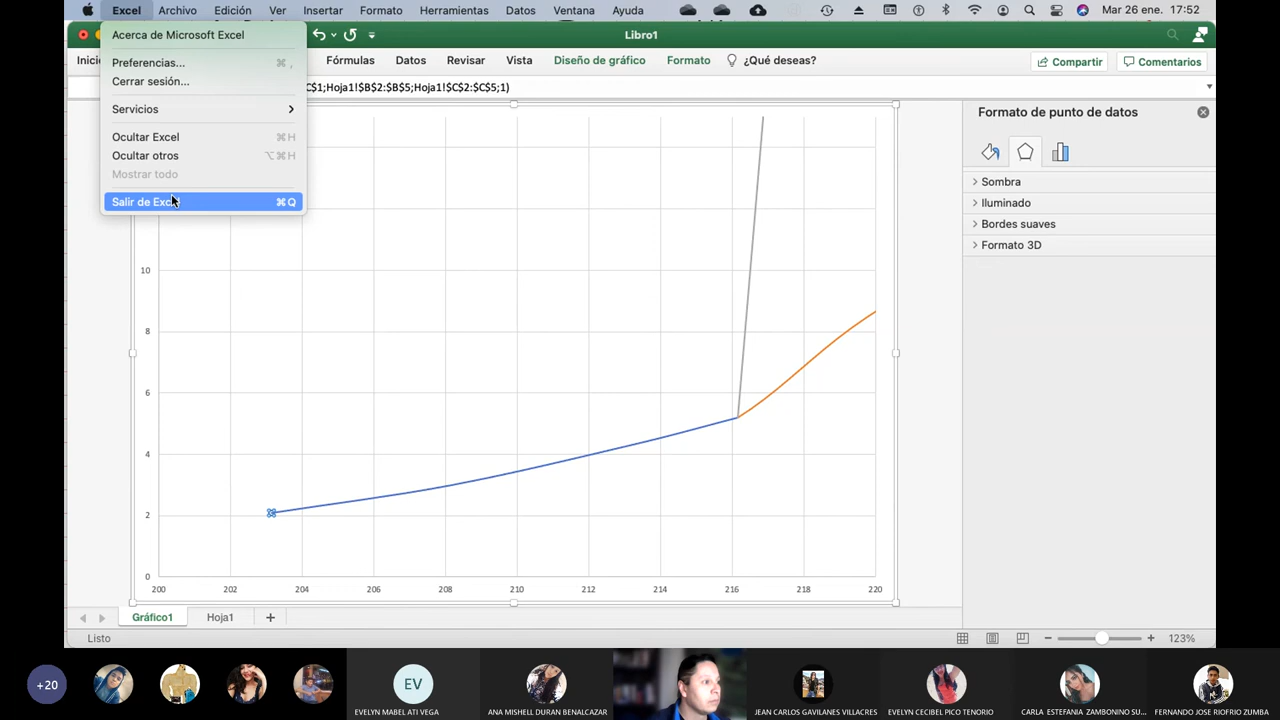 Excel Archivo Edición Ver Insertar Formato Herramientas Datos Ventana Ayuda Mar 26 ene. 17:52
Libro1
Fórmulas Datos Revisar Vista Diseño de gráfico Formato ¿Qué deseas? Compartir Comentarios
C$1;Hoja1!$B$2:$B$5;Hoja1!$C$2:$C$5;1)
Acerca de Microsoft Excel
Preferencias... ⌘ ,
Cerrar sesión...
Servicios
Ocultar Excel ⌘H
Ocultar otros ⌥⌘H
Mostrar todo
Salir de Excel ⌘Q
Formato de punto de datos
Sombra
Iluminado
Bordes suaves
Formato 3D
10
8
6
4
2
0
200 202 204 206 208 210 212 214 216 218 220
Gráfico1 Hoja1 +
Listo 123%
+20
EV
EVELYN MABEL ATI VEGA
ANA MISHELL DURAN BENALCAZAR
JEAN CARLOS GAVILANES VILLACRES
EVELYN CECIBEL PICO TENORIO
CARLA ESTEFANIA ZAMBONINO SU...
FERNANDO JOSE RIOFRIO ZUMBA